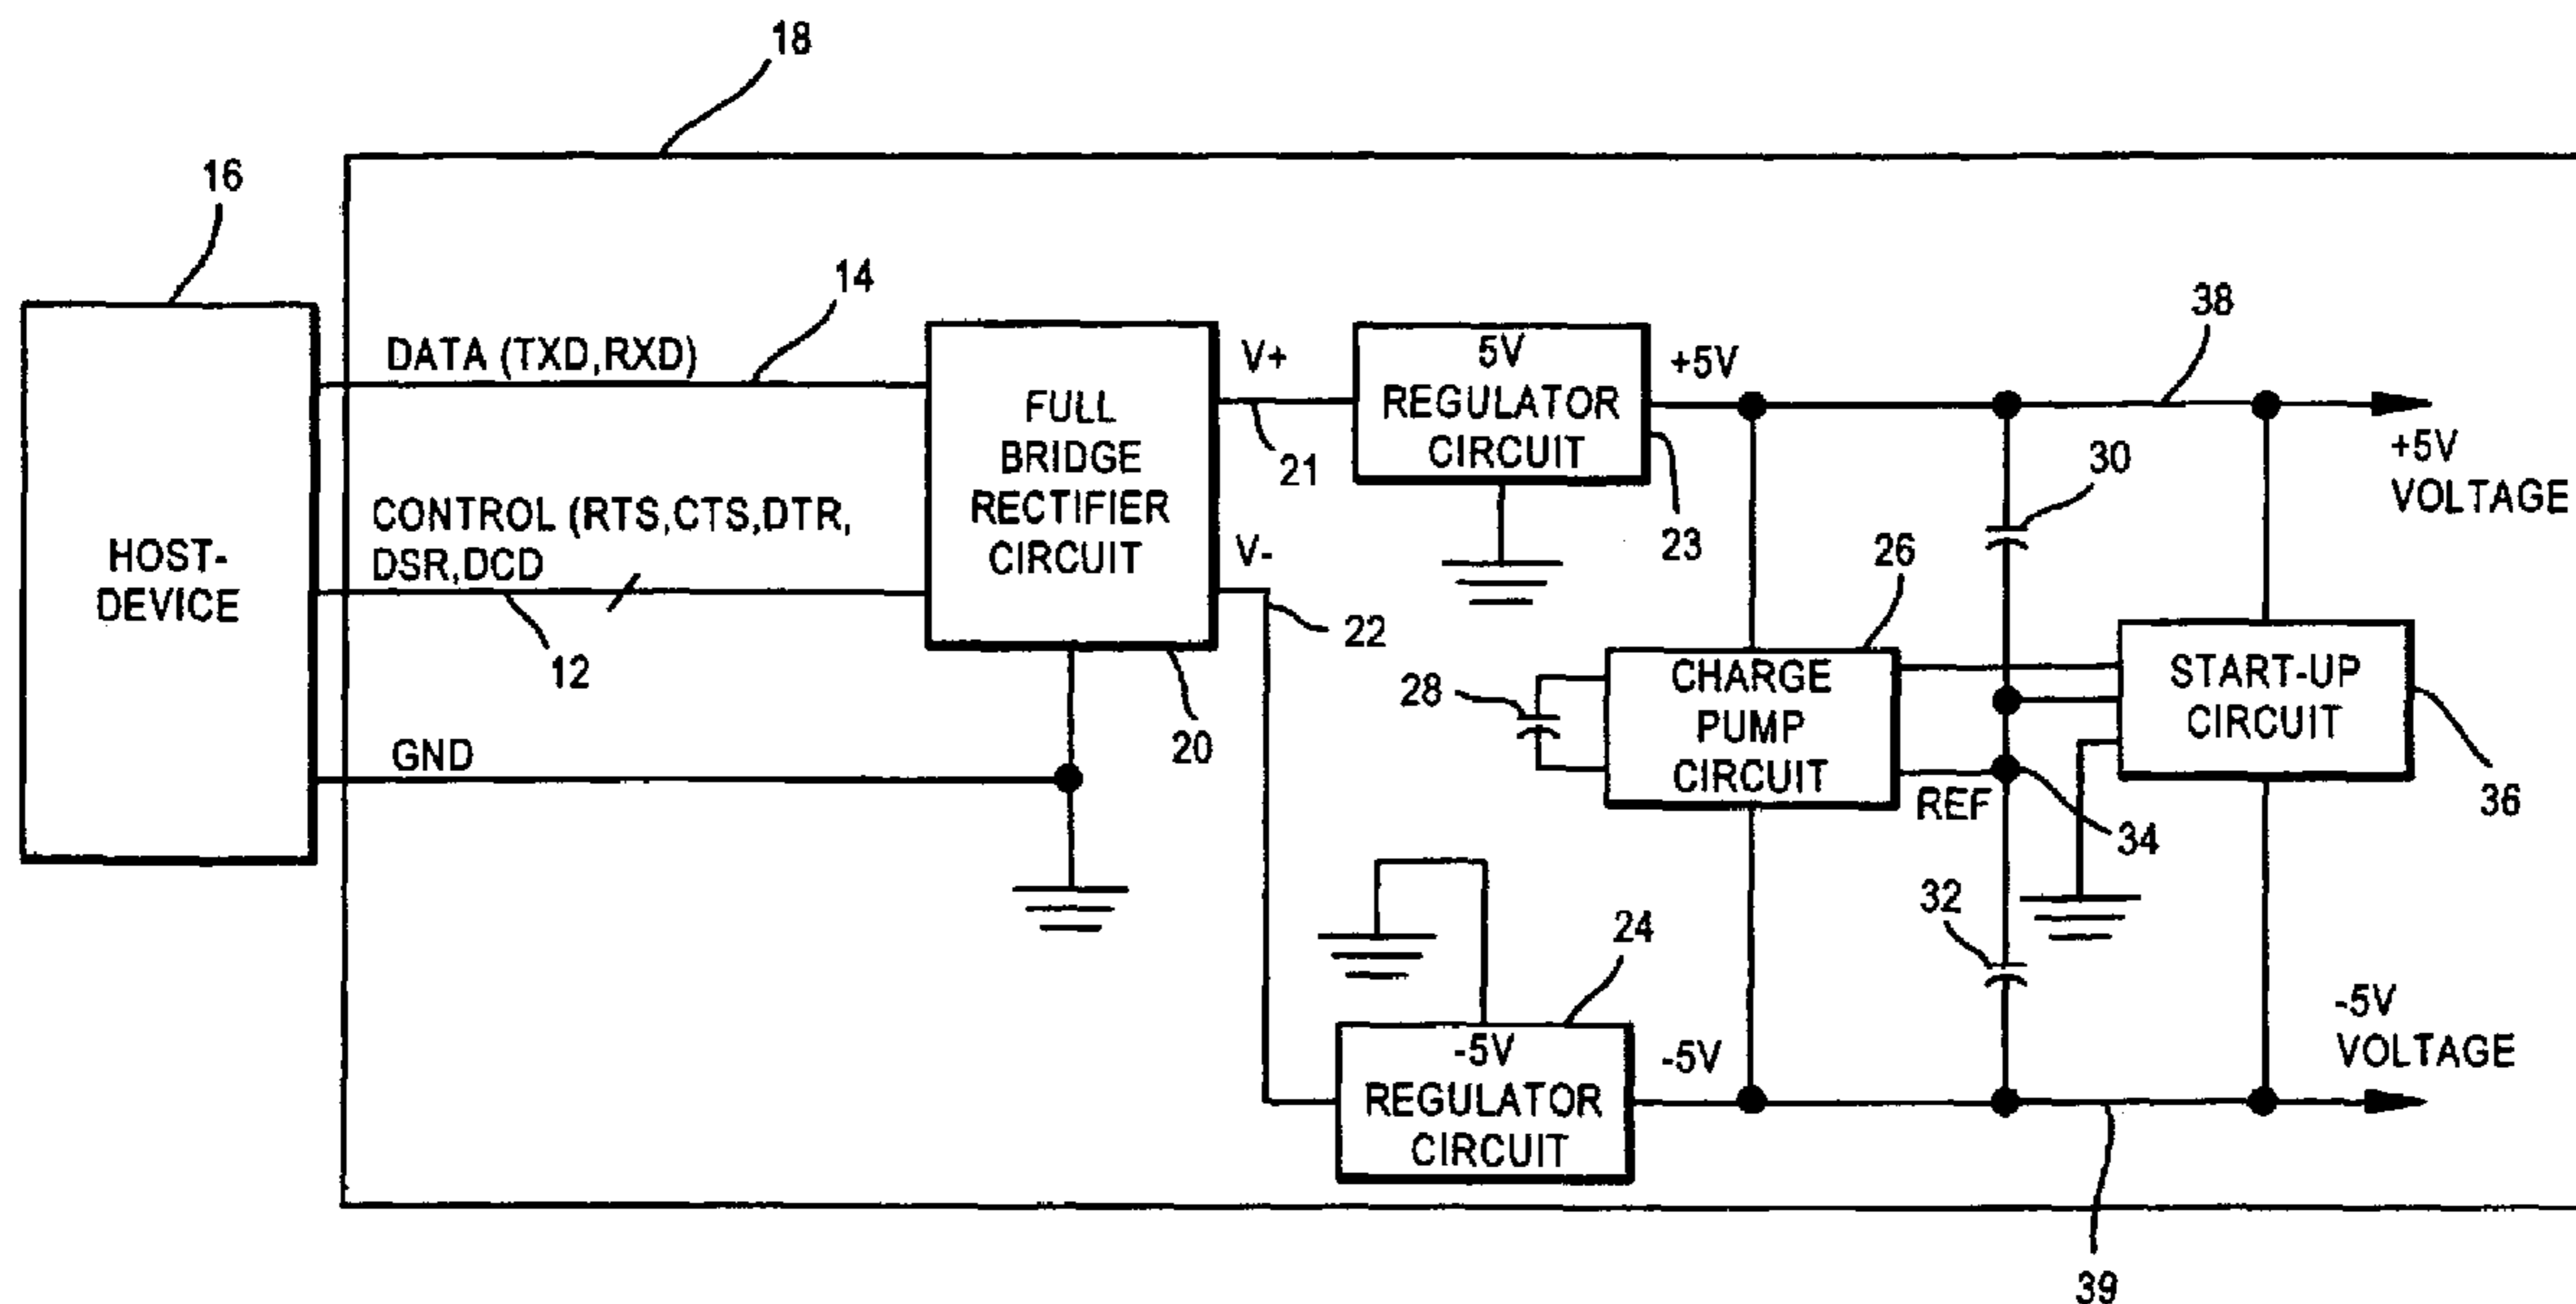 18
16
14
DATA (TXD,RXD)
HOST-
DEVICE
CONTROL (RTS,CTS,DTR,
DSR,DCD
12
GND
FULL
BRIDGE
RECTIFIER
CIRCUIT
20
V+
21
V-
22
5V
REGULATOR
CIRCUIT
23
+5V
38
+5V
VOLTAGE
30
26
28
CHARGE
PUMP
CIRCUIT
REF
34
START-UP
CIRCUIT
36
32
24
-5V
REGULATOR
CIRCUIT
-5V
-5V
VOLTAGE
39